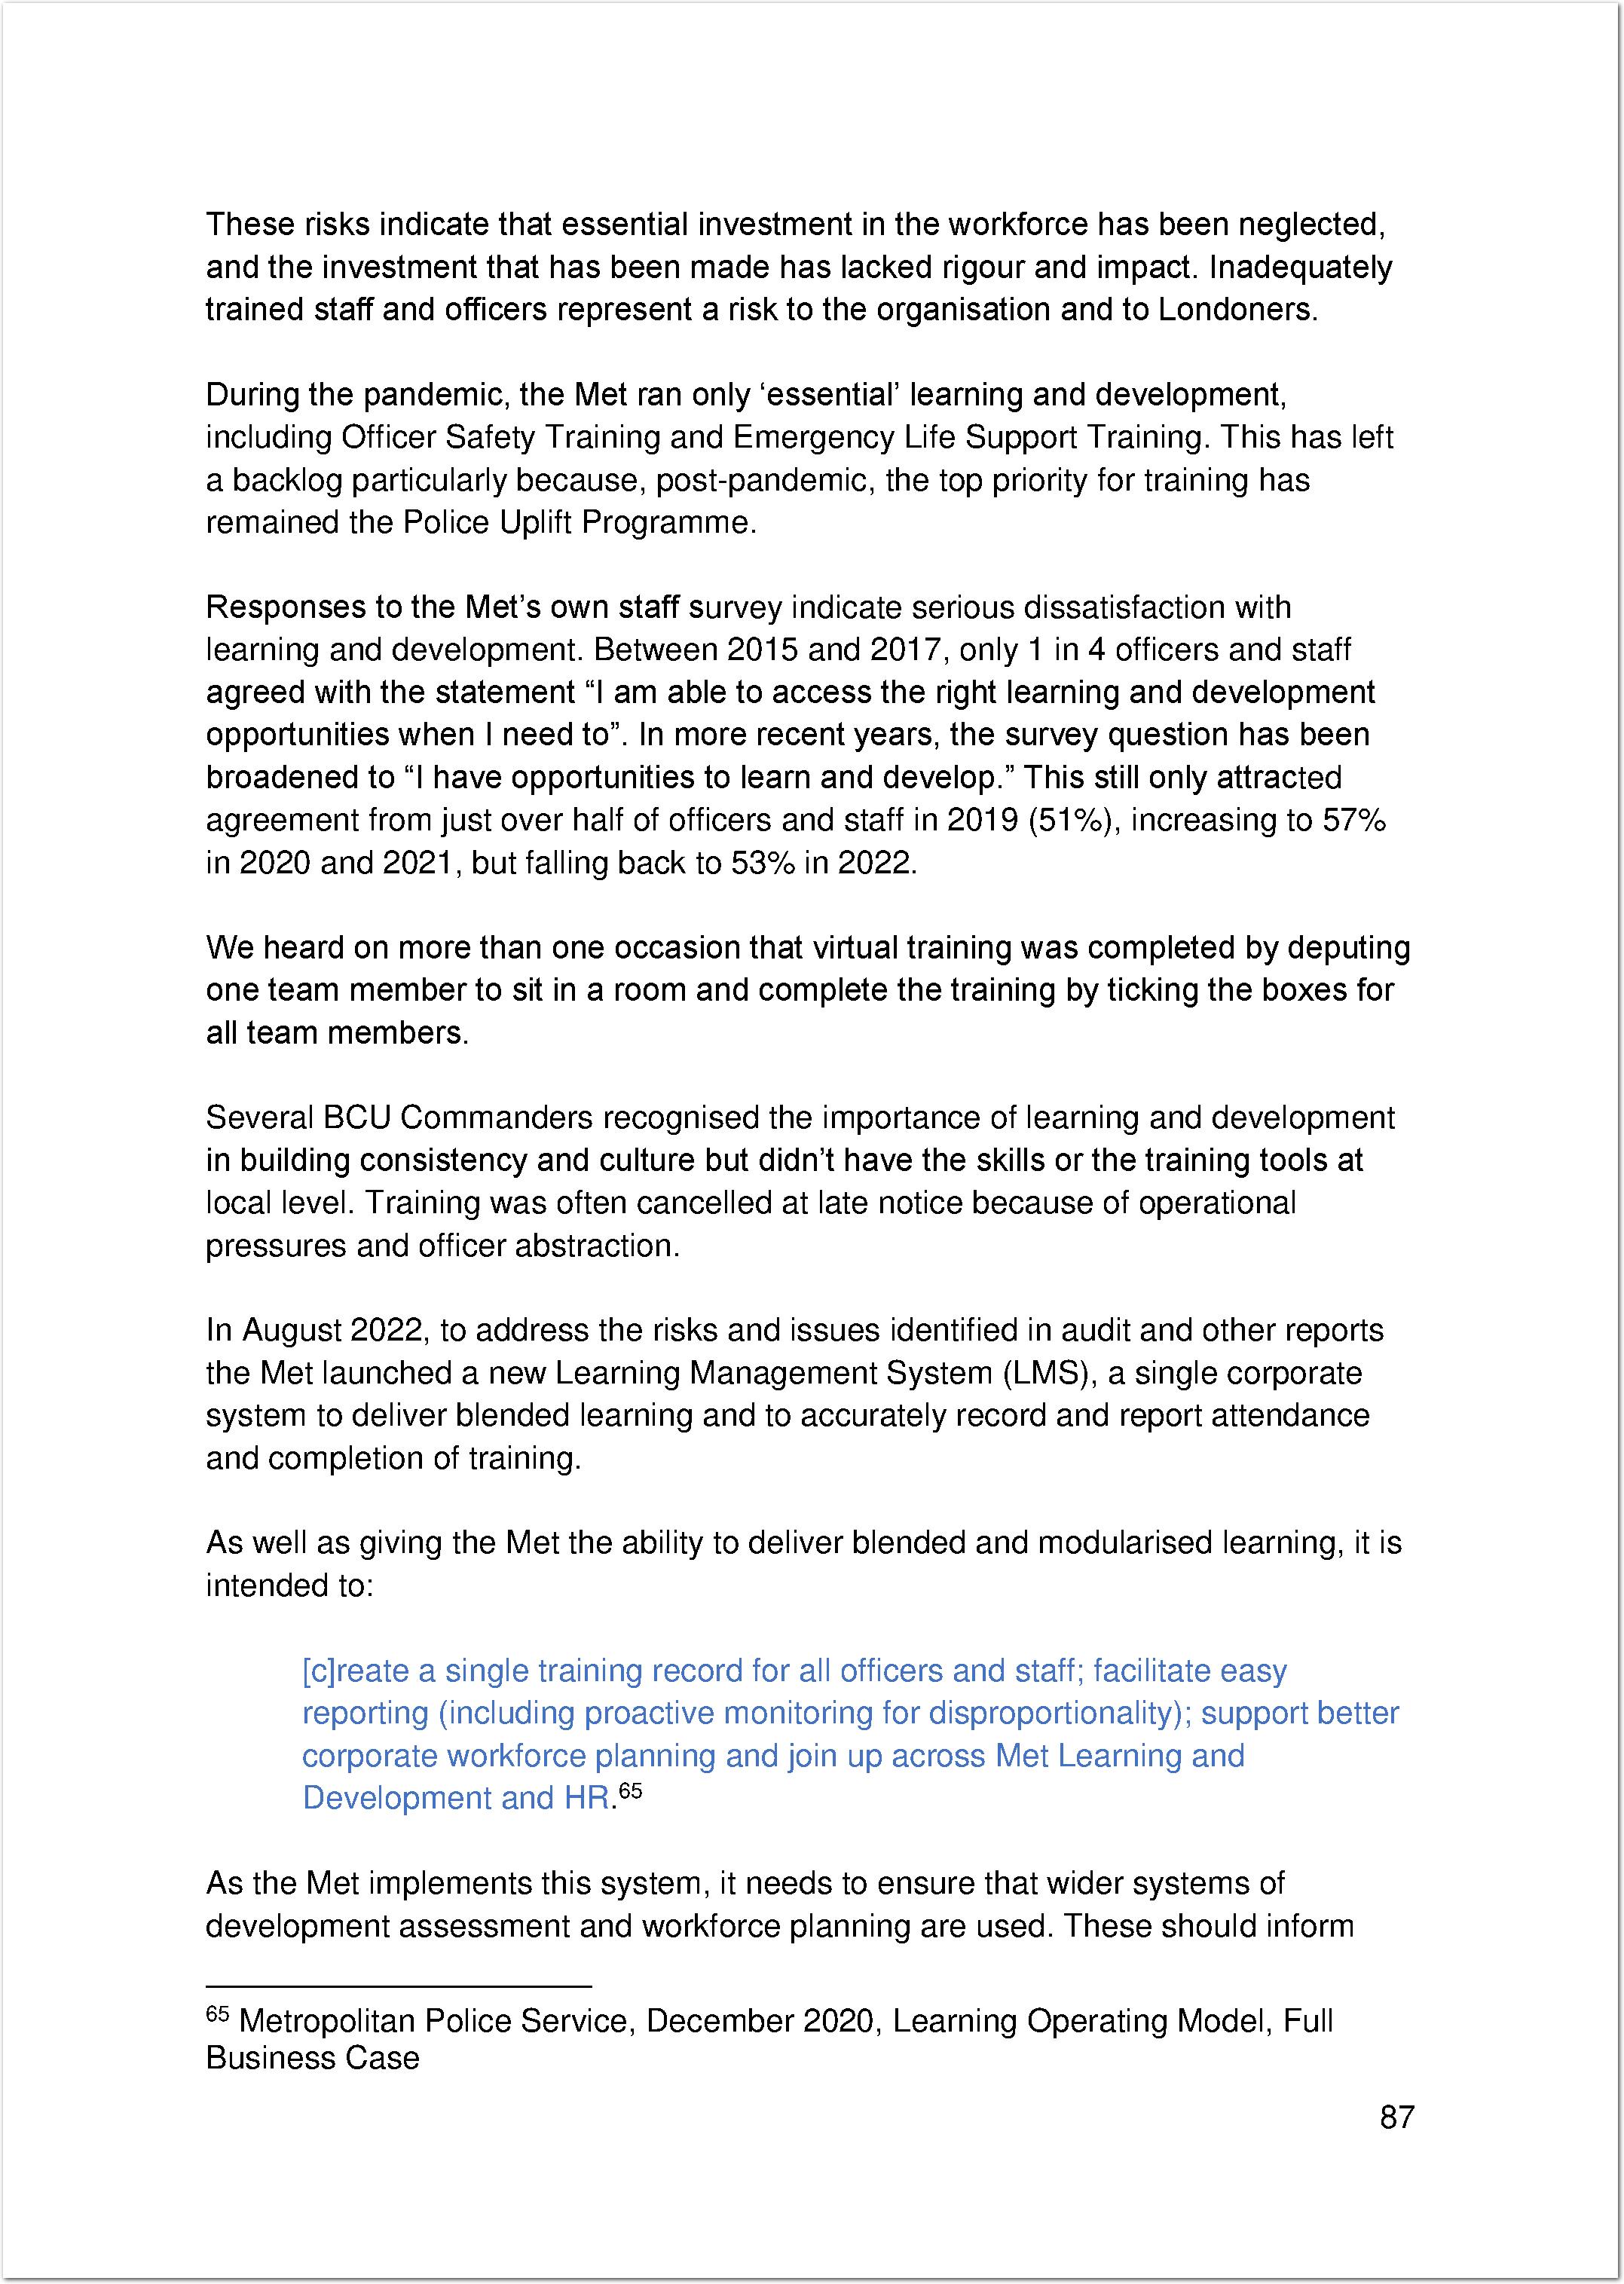 These risks indicate that essential investment in the workforce has been neglected,
and the investment that has been made has lacked rigour and impact. Inadequately
trained staff and officers represent a risk to the organisation and to Londoners.
During the pandemic, the Met ran only ‘essential’ learning and development,
including Officer Safety Training and Emergency Life Support Training. This has left
a backlog particularly because, post-pandemic, the top priority for training has
remained the Police Uplift Programme.
Responses to the Met’s own staff survey indicate serious dissatisfaction with
learning and development. Between 2015 and 2017, only 1 in 4 officers and staff
agreed with the statement “I am able to access the right learning and development
opportunities when I need to”. In more recent years, the survey question has been
broadened to “I have opportunities to learn and develop.” This still only attracted
agreement from just over half of officers and staff in 2019 (51%), increasing to 57%
in 2020 and 2021, but falling back to 53% in 2022.
We heard on more than one occasion that virtual training was completed by deputing
one team member to sit in a room and complete the training by ticking the boxes for
all team members.
Several BCU Commanders recognised the importance of learning and development
in building consistency and culture but didn’t have the skills or the training tools at
local level. Training was often cancelled at late notice because of operational
pressures and officer abstraction.
In August 2022, to address the risks and issues identified in audit and other reports
the Met launched a new Learning Management System (LMS), a single corporate
system to deliver blended learning and to accurately record and report attendance
and completion of training.
As well as giving the Met the ability to deliver blended and modularised learning, it is
intended to:
[c]reate a single training record for all officers and staff; facilitate easy
reporting (including proactive monitoring for disproportionality); support better
corporate workforce planning and join up across Met Learning and
Development and HR.65
As the Met implements this system, it needs to ensure that wider systems of
development assessment and workforce planning are used. These should inform
65 Metropolitan Police Service, December 2020, Learning Operating Model, Full
Business Case
87